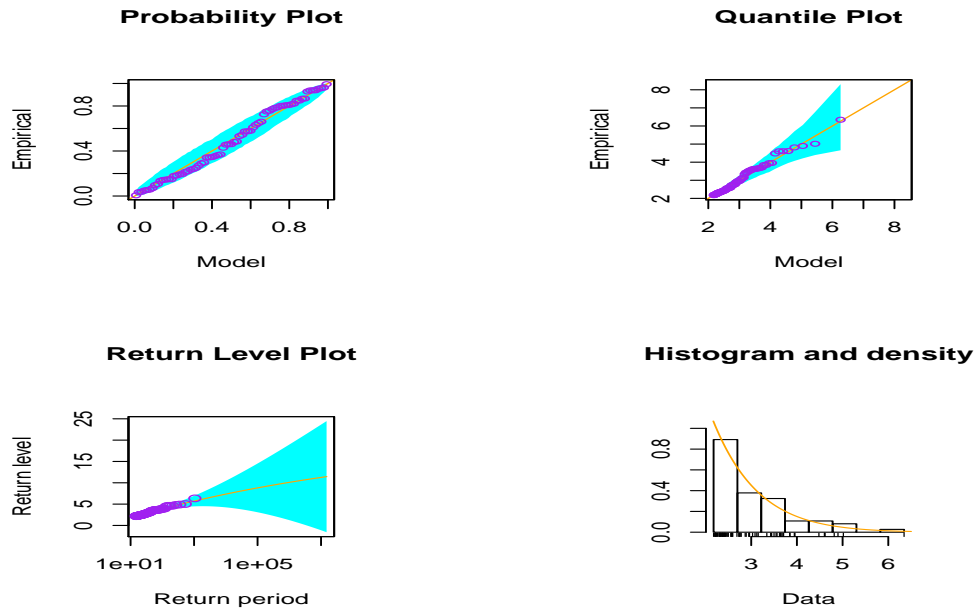 Probability Plot
Empirical
0.0 0.4 0.8
0.0 0.4 0.8
Model
Quantile Plot
Empirical
2 4 6 8
2 4 6 8
Model
Return Level Plot
Return level
0 5 15 25
1e+01 1e+05
Return period
Histogram and density
0.0 0.4 0.8
3 4 5 6
Data